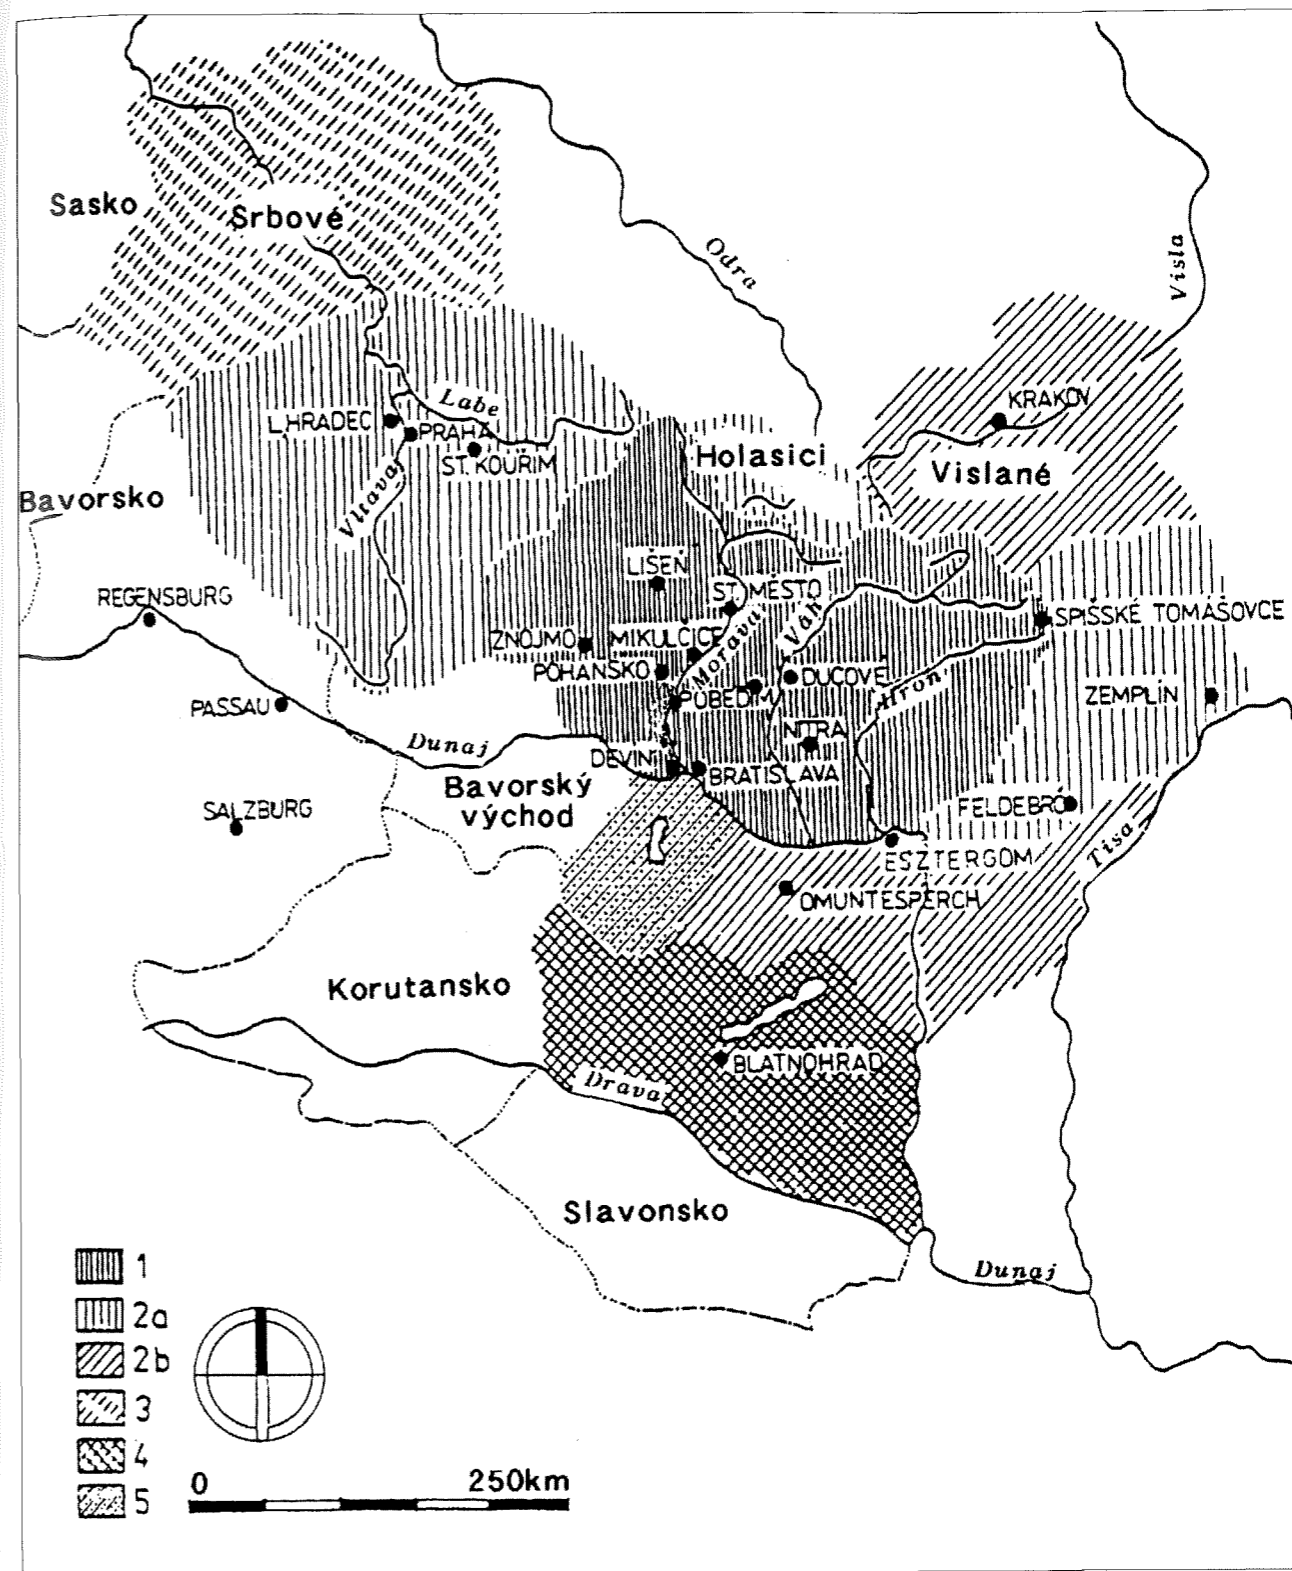 Sasko
Srbové
Odra
Visla
Labe
KRAKOV
L.HRADEC
PRAHA
ST. KOUŘIM
Holasici
Vislané
Bavorsko
Vltava
LÍŠEŇ
ST. MĚSTO
REGENSBURG
SPIŠSKÉ TOMÁŠOVCE
ZNOJMO
MIKULČICE
Morava
Váh
POHANSKO
DUCOVÉ
Hron
ZEMPLÍN
PASSAU
POBEDIM
NITRA
Dunaj
DEVÍN
BRATISLAVA
Bavorský
východ
SALZBURG
FELDEBRÖ
Tisa
ESZTERGOM
OMUNTESPERCH
Korutansko
BLATNOHRAD
Drava
Slavonsko
Dunaj
1
2a
2b
3
4
5
0 250km